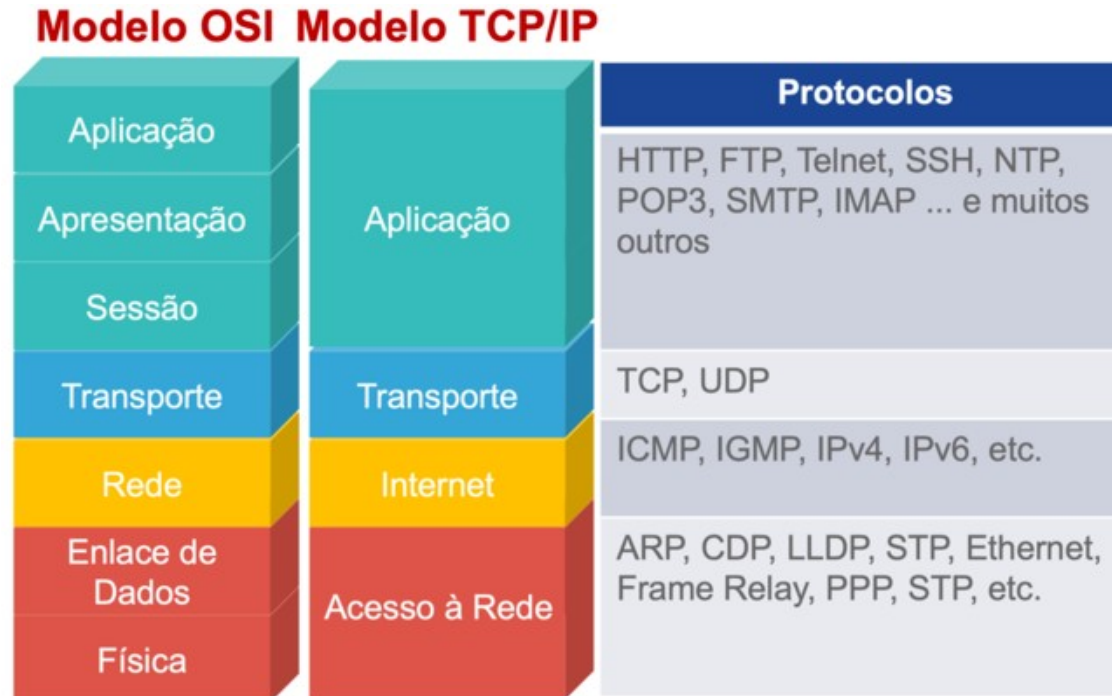 Modelo OSI Modelo TCP/IP
Aplicação
Apresentação
Sessão
Transporte
Rede
Enlace de
Dados
Física
Aplicação
Transporte
Internet
Acesso à Rede
Protocolos
HTTP, FTP, Telnet, SSH, NTP,
POP3, SMTP, IMAP ... e muitos
outros
TCP, UDP
ICMP, IGMP, IPv4, IPv6, etc.
ARP, CDP, LLDP, STP, Ethernet,
Frame Relay, PPP, STP, etc.